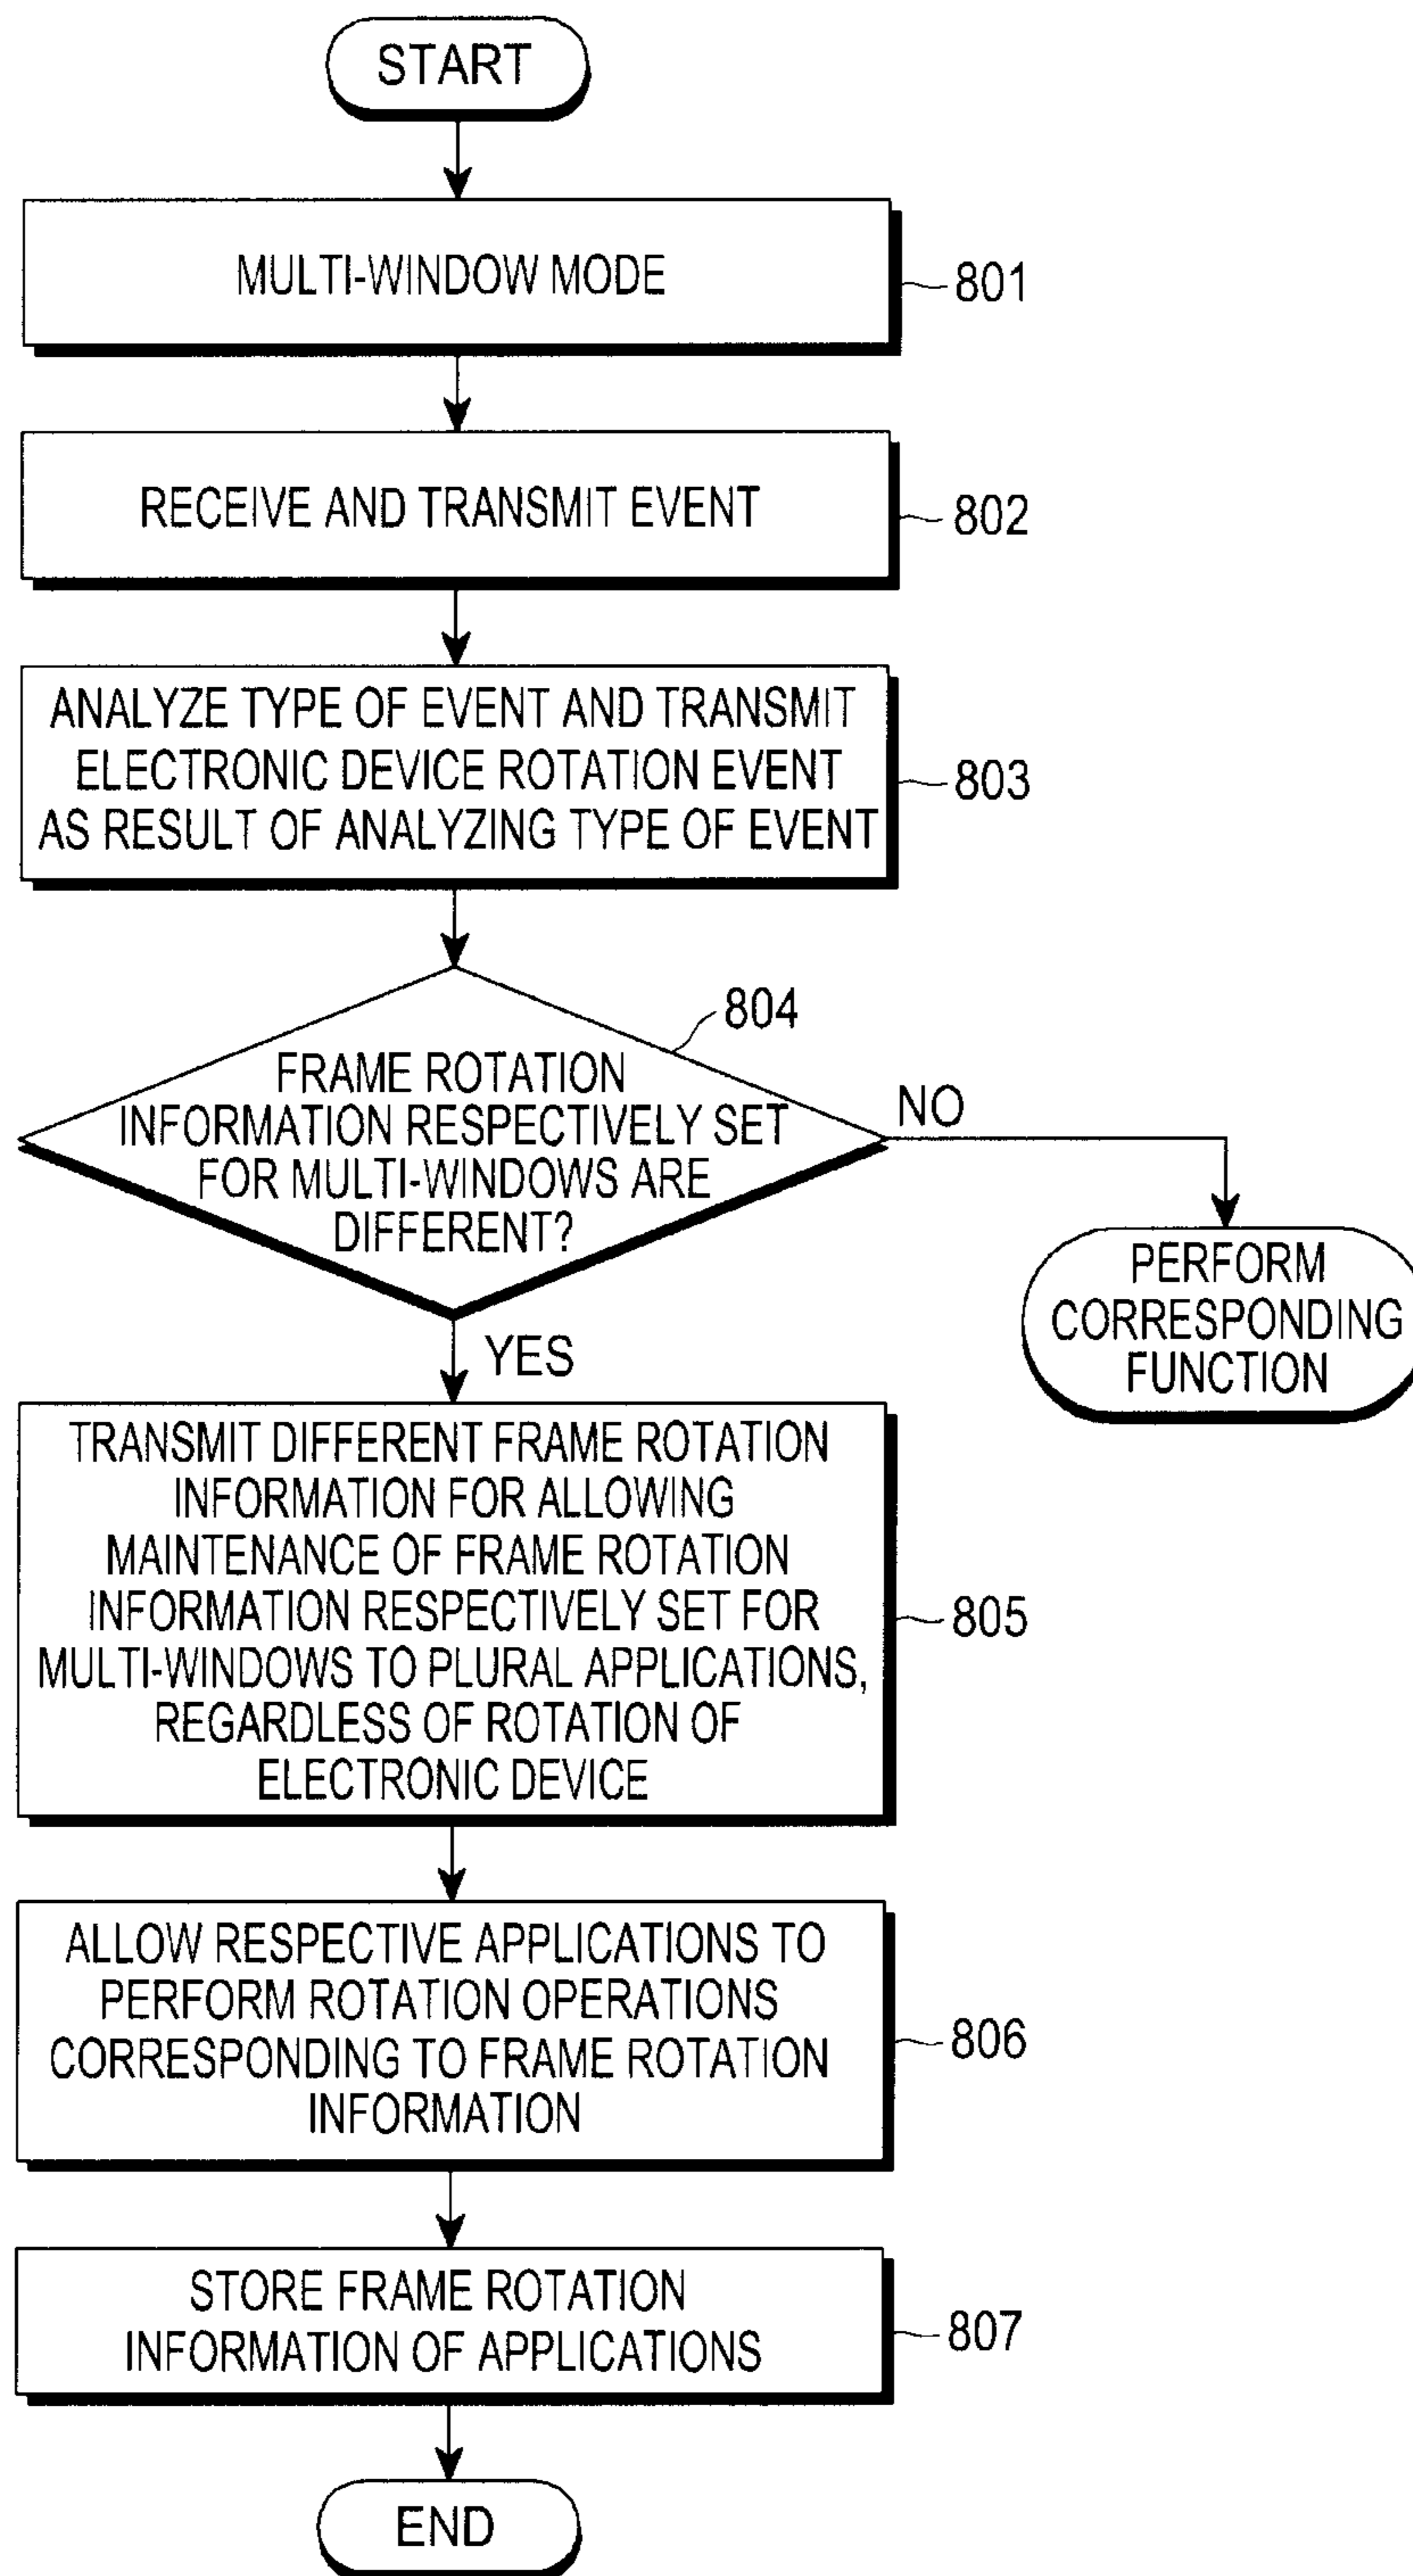 START
MULTI-WINDOW MODE
801
RECEIVE AND TRANSMIT EVENT
802
ANALYZE TYPE OF EVENT AND TRANSMIT
ELECTRONIC DEVICE ROTATION EVENT
AS RESULT OF ANALYZING TYPE OF EVENT
803
804
FRAME ROTATION
INFORMATION RESPECTIVELY SET
FOR MULTI-WINDOWS ARE
DIFFERENT?
NO
PERFORM
CORRESPONDING
FUNCTION
YES
TRANSMIT DIFFERENT FRAME ROTATION
INFORMATION FOR ALLOWING
MAINTENANCE OF FRAME ROTATION
INFORMATION RESPECTIVELY SET FOR
MULTI-WINDOWS TO PLURAL APPLICATIONS,
REGARDLESS OF ROTATION OF
ELECTRONIC DEVICE
805
ALLOW RESPECTIVE APPLICATIONS TO
PERFORM ROTATION OPERATIONS
CORRESPONDING TO FRAME ROTATION
INFORMATION
806
STORE FRAME ROTATION
INFORMATION OF APPLICATIONS
807
END